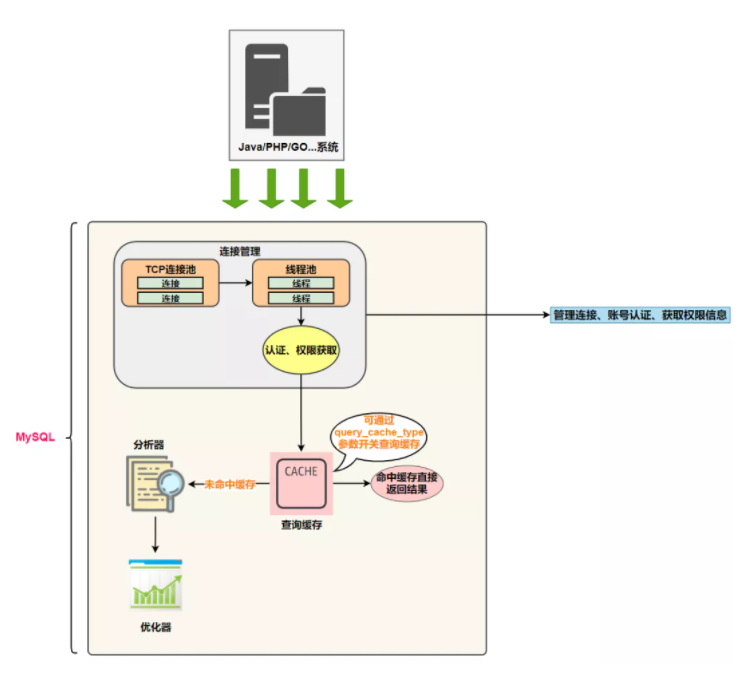 Java/PHP/GO...系统
连接管理
TCP连接池
连接
连接
线程池
线程
线程
认证、权限获取
管理连接、账号认证、获取权限信息
MySQL
可通过
query_cache_type
参数开关查询缓存
分析器
未命中缓存
CACHE
命中缓存直接
返回结果
查询缓存
优化器